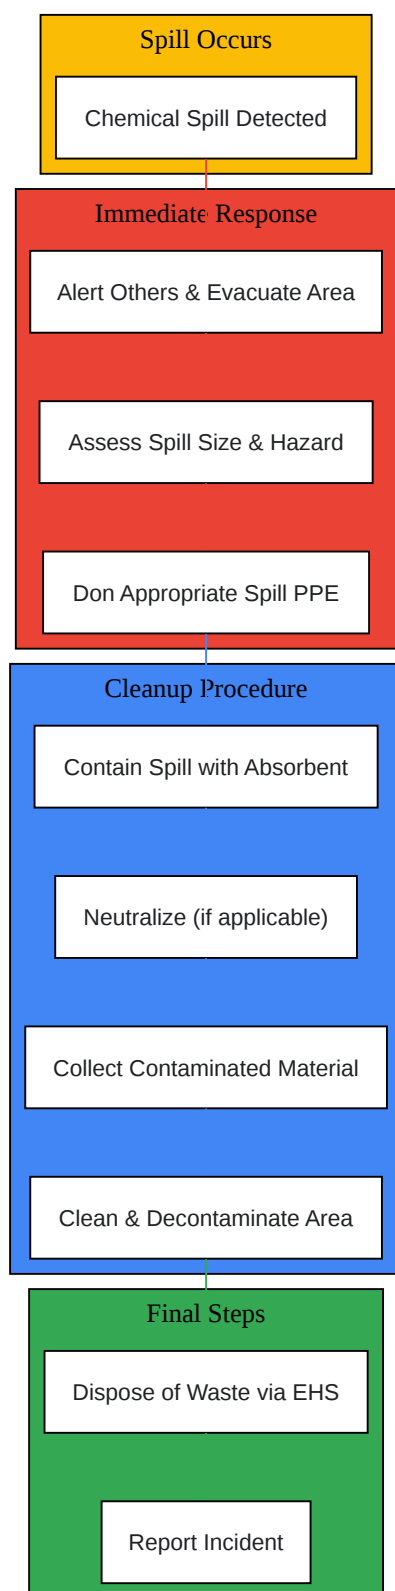 Spill Occurs
Chemical Spill Detected
Immediate Response
Alert Others & Evacuate Area
Assess Spill Size & Hazard
Don Appropriate Spill PPE
Cleanup Procedure
Contain Spill with Absorbent
Neutralize (if applicable)
Collect Contaminated Material
Clean & Decontaminate Area
Final Steps
Dispose of Waste via EHS
Report Incident